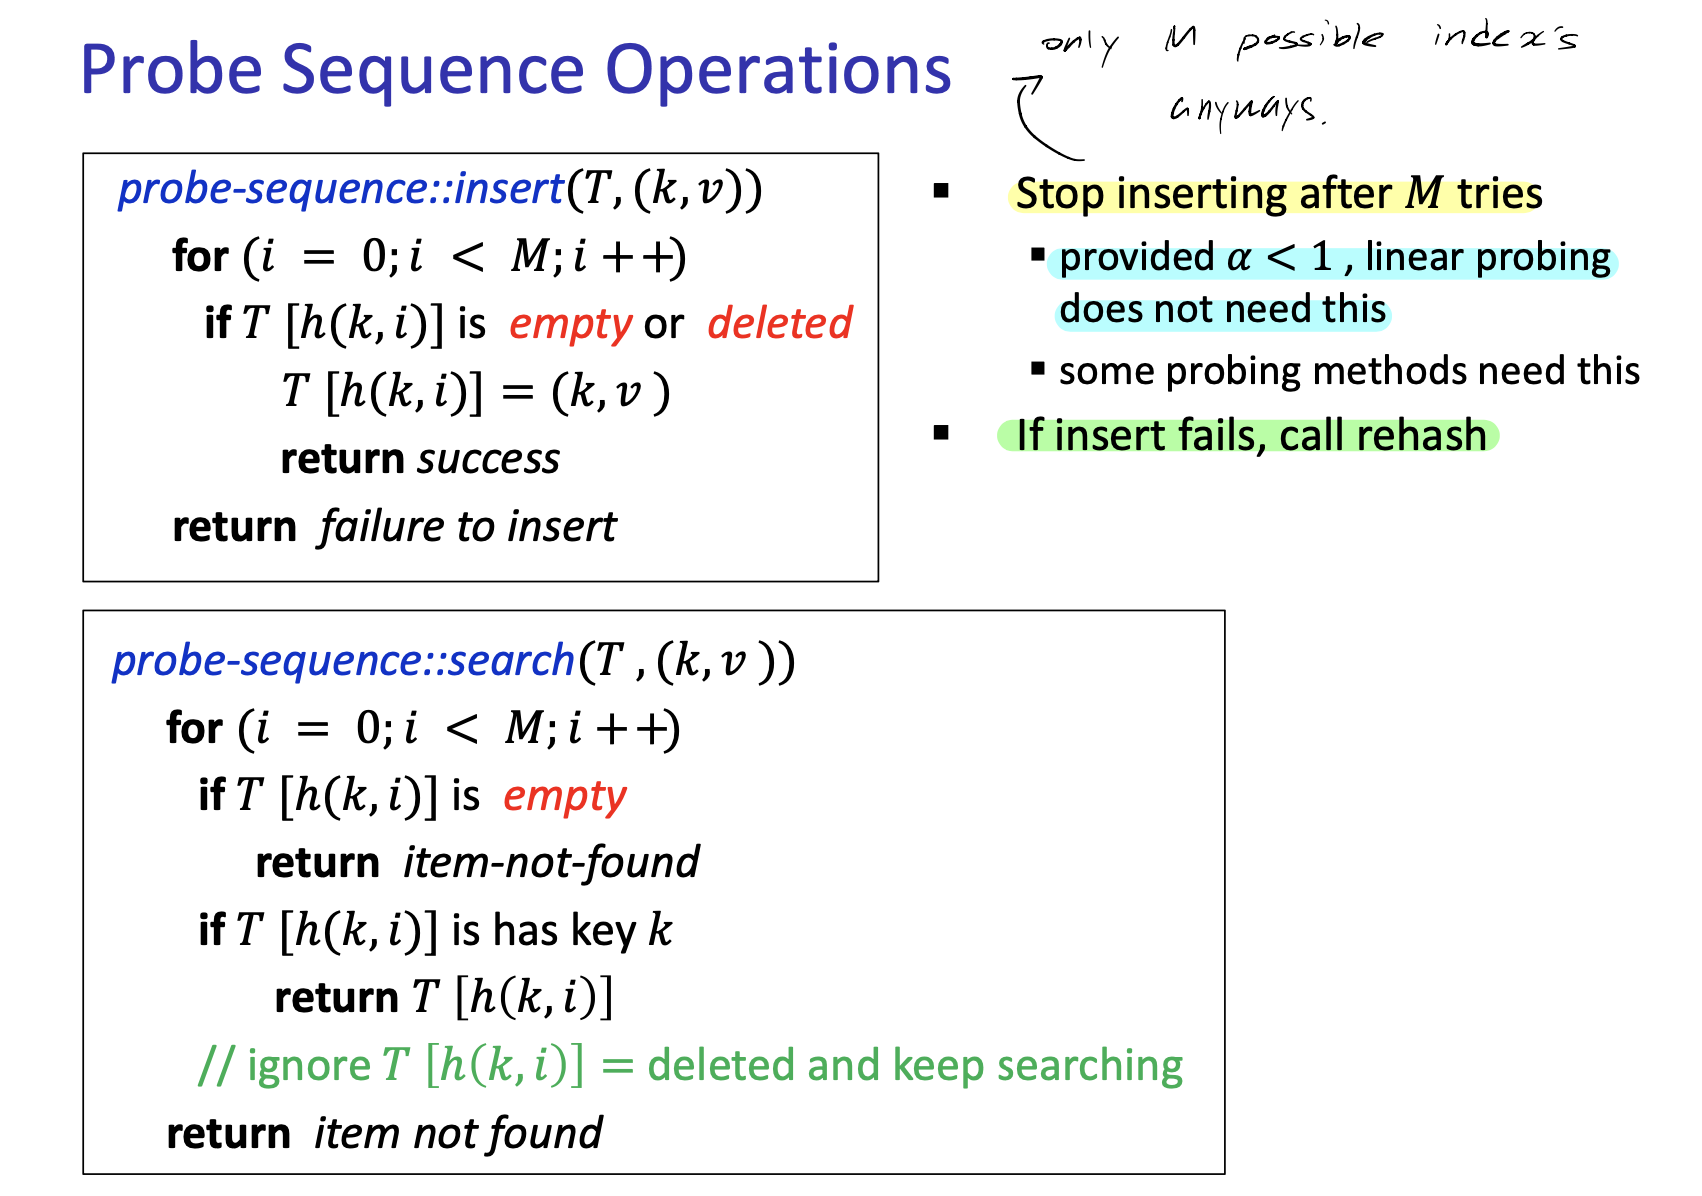 Probe Sequence Operations
only M possible index's
anyways.
probe-sequence::insert(T, (k, v))
for (i = 0; i < M; i ++)
if T [h(k, i)] is empty or deleted
T [h(k, i)] = (k, v )
return success
return failure to insert
▪ Stop inserting after M tries
▪ provided α < 1 , linear probing
does not need this
▪ some probing methods need this
▪ If insert fails, call rehash
probe-sequence::search(T , (k, v ))
for (i = 0; i < M; i ++)
if T [h(k, i)] is empty
return item-not-found
if T [h(k, i)] is has key k
return T [h(k, i)]
// ignore T [h(k, i)] = deleted and keep searching
return item not found